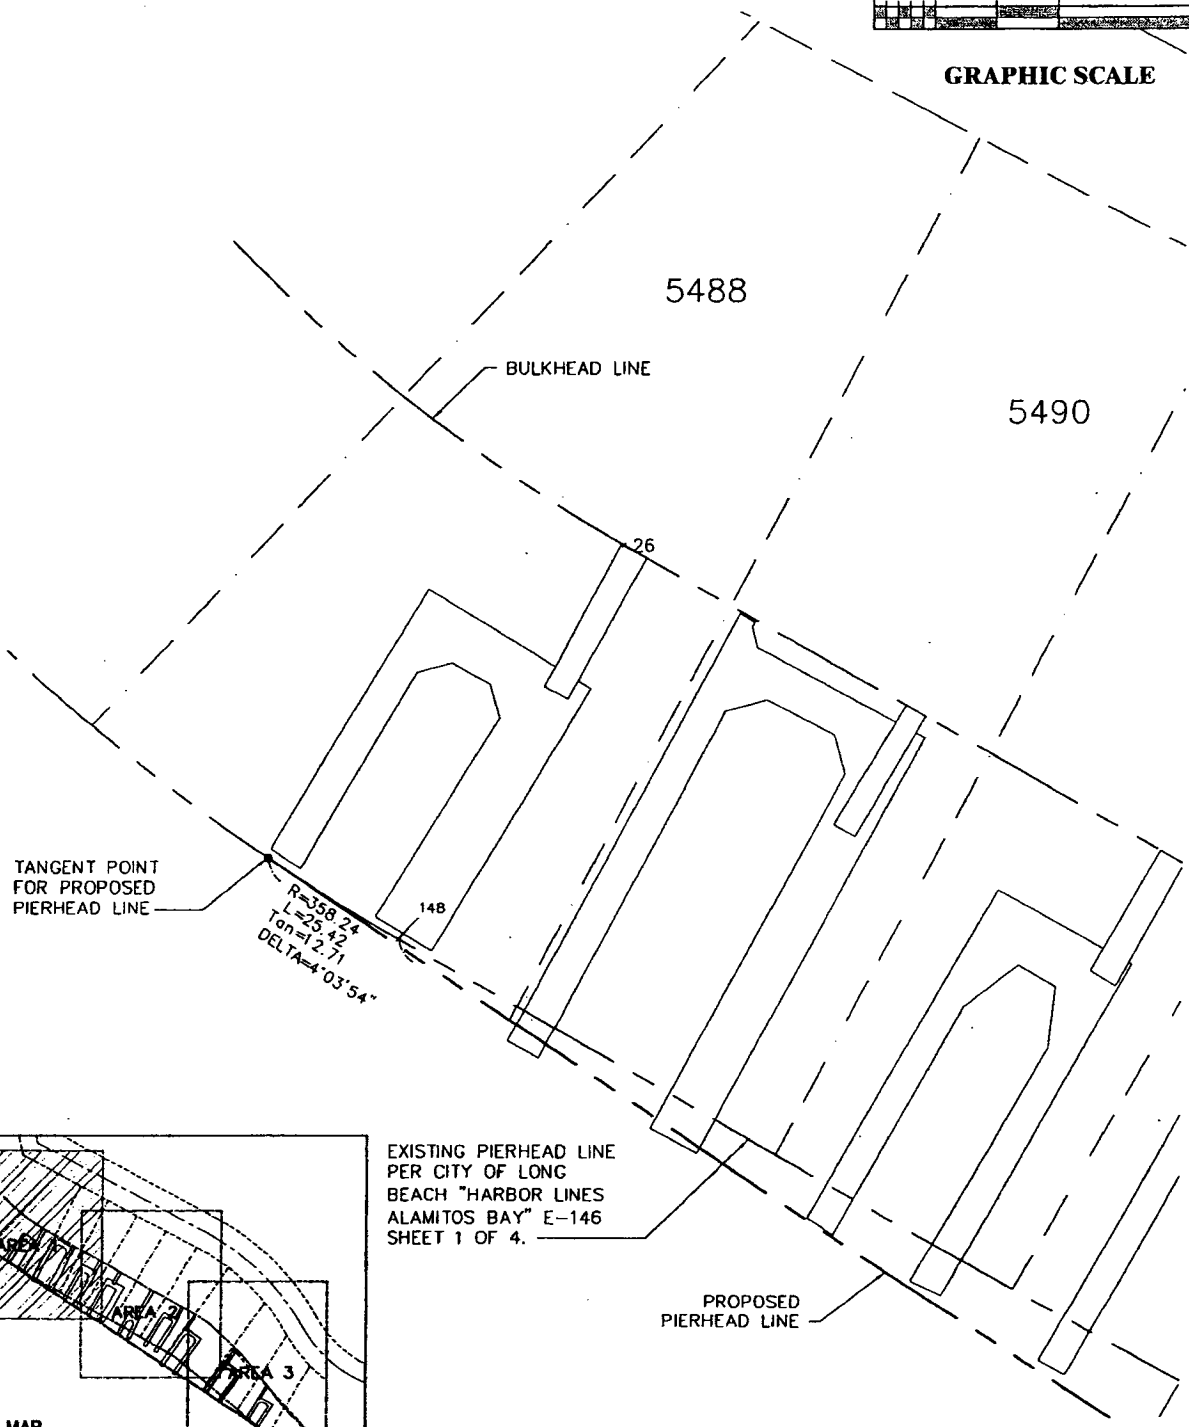 GRAPHIC SCALE
5488
BULKHEAD LINE
5490
26
TANGENT POINT
FOR PROPOSED
PIERHEAD LINE
R=358.24
L=25.42
Tan=12.71
DELTA=4°03'54"
148
EXISTING PIERHEAD LINE
PER CITY OF LONG
BEACH "HARBOR LINES
ALAMITOS BAY" E-146
SHEET 1 OF 4.
AREA 1
AREA 2
AREA 3
PROPOSED
PIERHEAD LINE
MAP